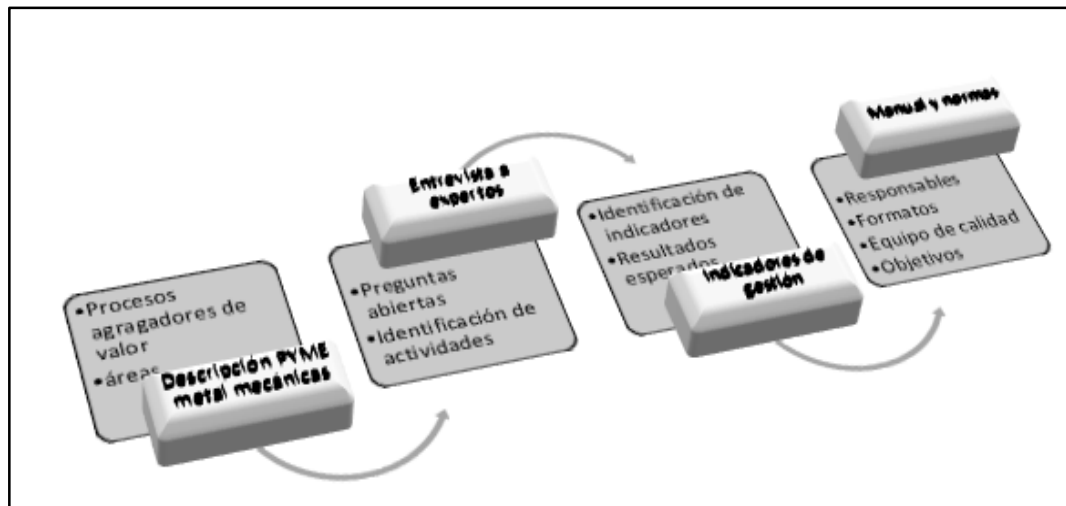 •Procesos
agragadores de
valor
•áreas
Descripción PYME
metal mecánicas
Entrevista a
expertos
•Preguntas
abiertas
•Identificación de
actividades
•Identificación de
indicadores
•Resultados
esperados
Indicadores de
gestión
Manual y normas
•Responsables
•Formatos
•Equipo de calidad
•Objetivos